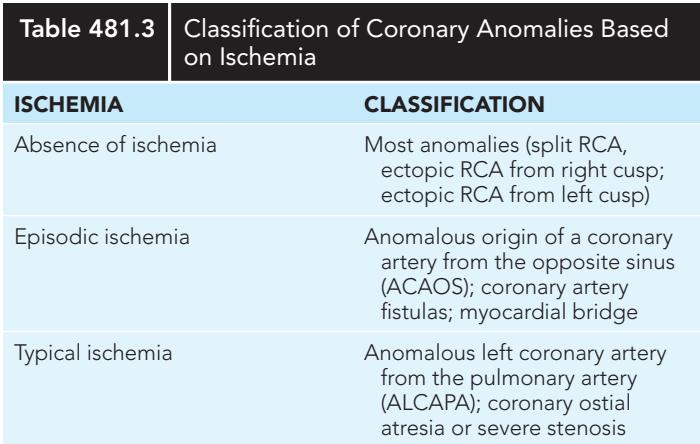 Table 481.3 Classification of Coronary Anomalies Based
on Ischemia
ISCHEMIA CLASSIFICATION
Absence of ischemia Most anomalies (split RCA,
ectopic RCA from right cusp;
ectopic RCA from left cusp)
Episodic ischemia Anomalous origin of a coronary
artery from the opposite sinus
(ACAOS); coronary artery
fistulas; myocardial bridge
Typical ischemia Anomalous left coronary artery
from the pulmonary artery
(ALCAPA); coronary ostial
atresia or severe stenosis